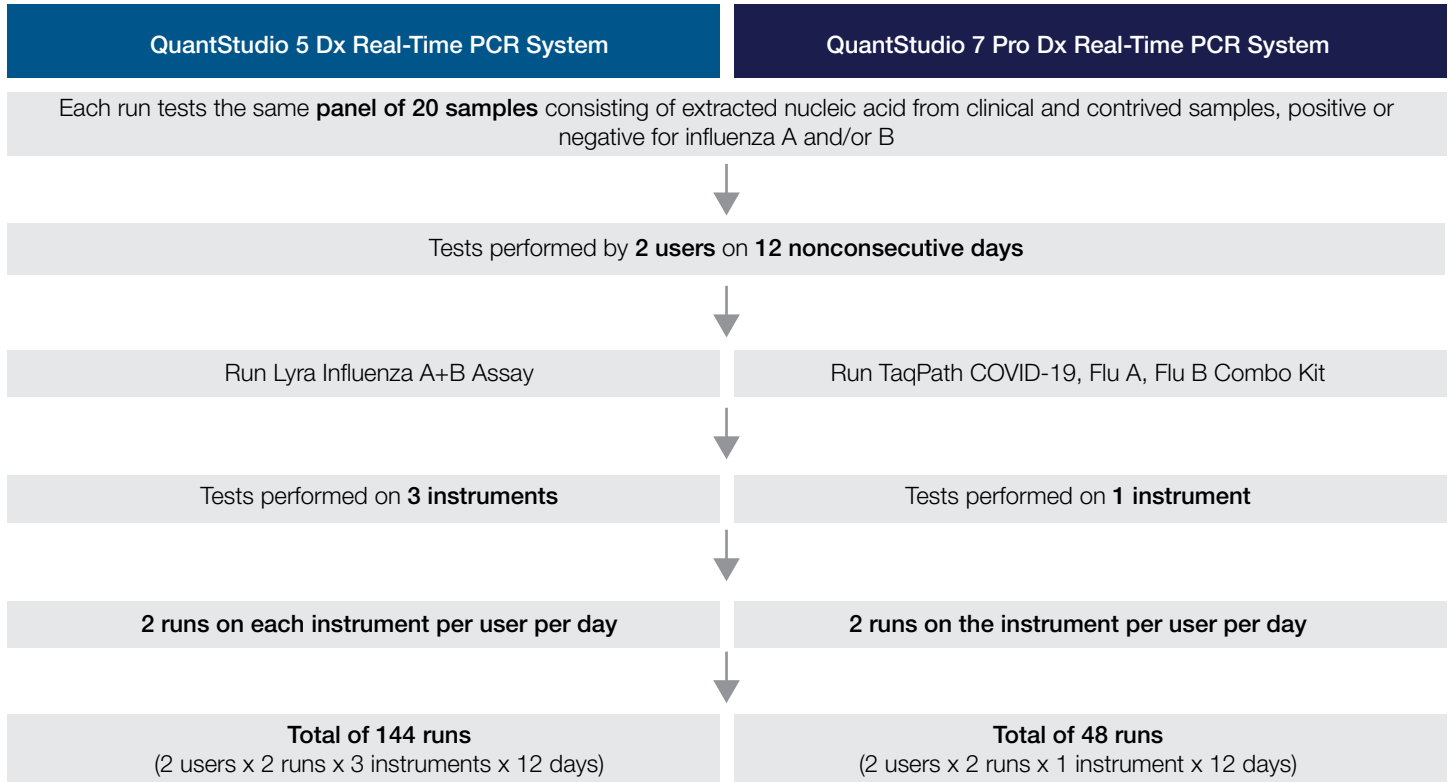 QuantStudio 5 Dx Real-Time PCR System
QuantStudio 7 Pro Dx Real-Time PCR System
Each run tests the same panel of 20 samples consisting of extracted nucleic acid from clinical and contrived samples, positive or
negative for influenza A and/or B
Tests performed by 2 users on 12 nonconsecutive days
Run Lyra Influenza A+B Assay
Run TaqPath COVID-19, Flu A, Flu B Combo Kit
Tests performed on 3 instruments
Tests performed on 1 instrument
2 runs on each instrument per user per day
2 runs on the instrument per user per day
Total of 144 runs
(2 users x 2 runs x 3 instruments x 12 days)
Total of 48 runs
(2 users x 2 runs x 1 instrument x 12 days)